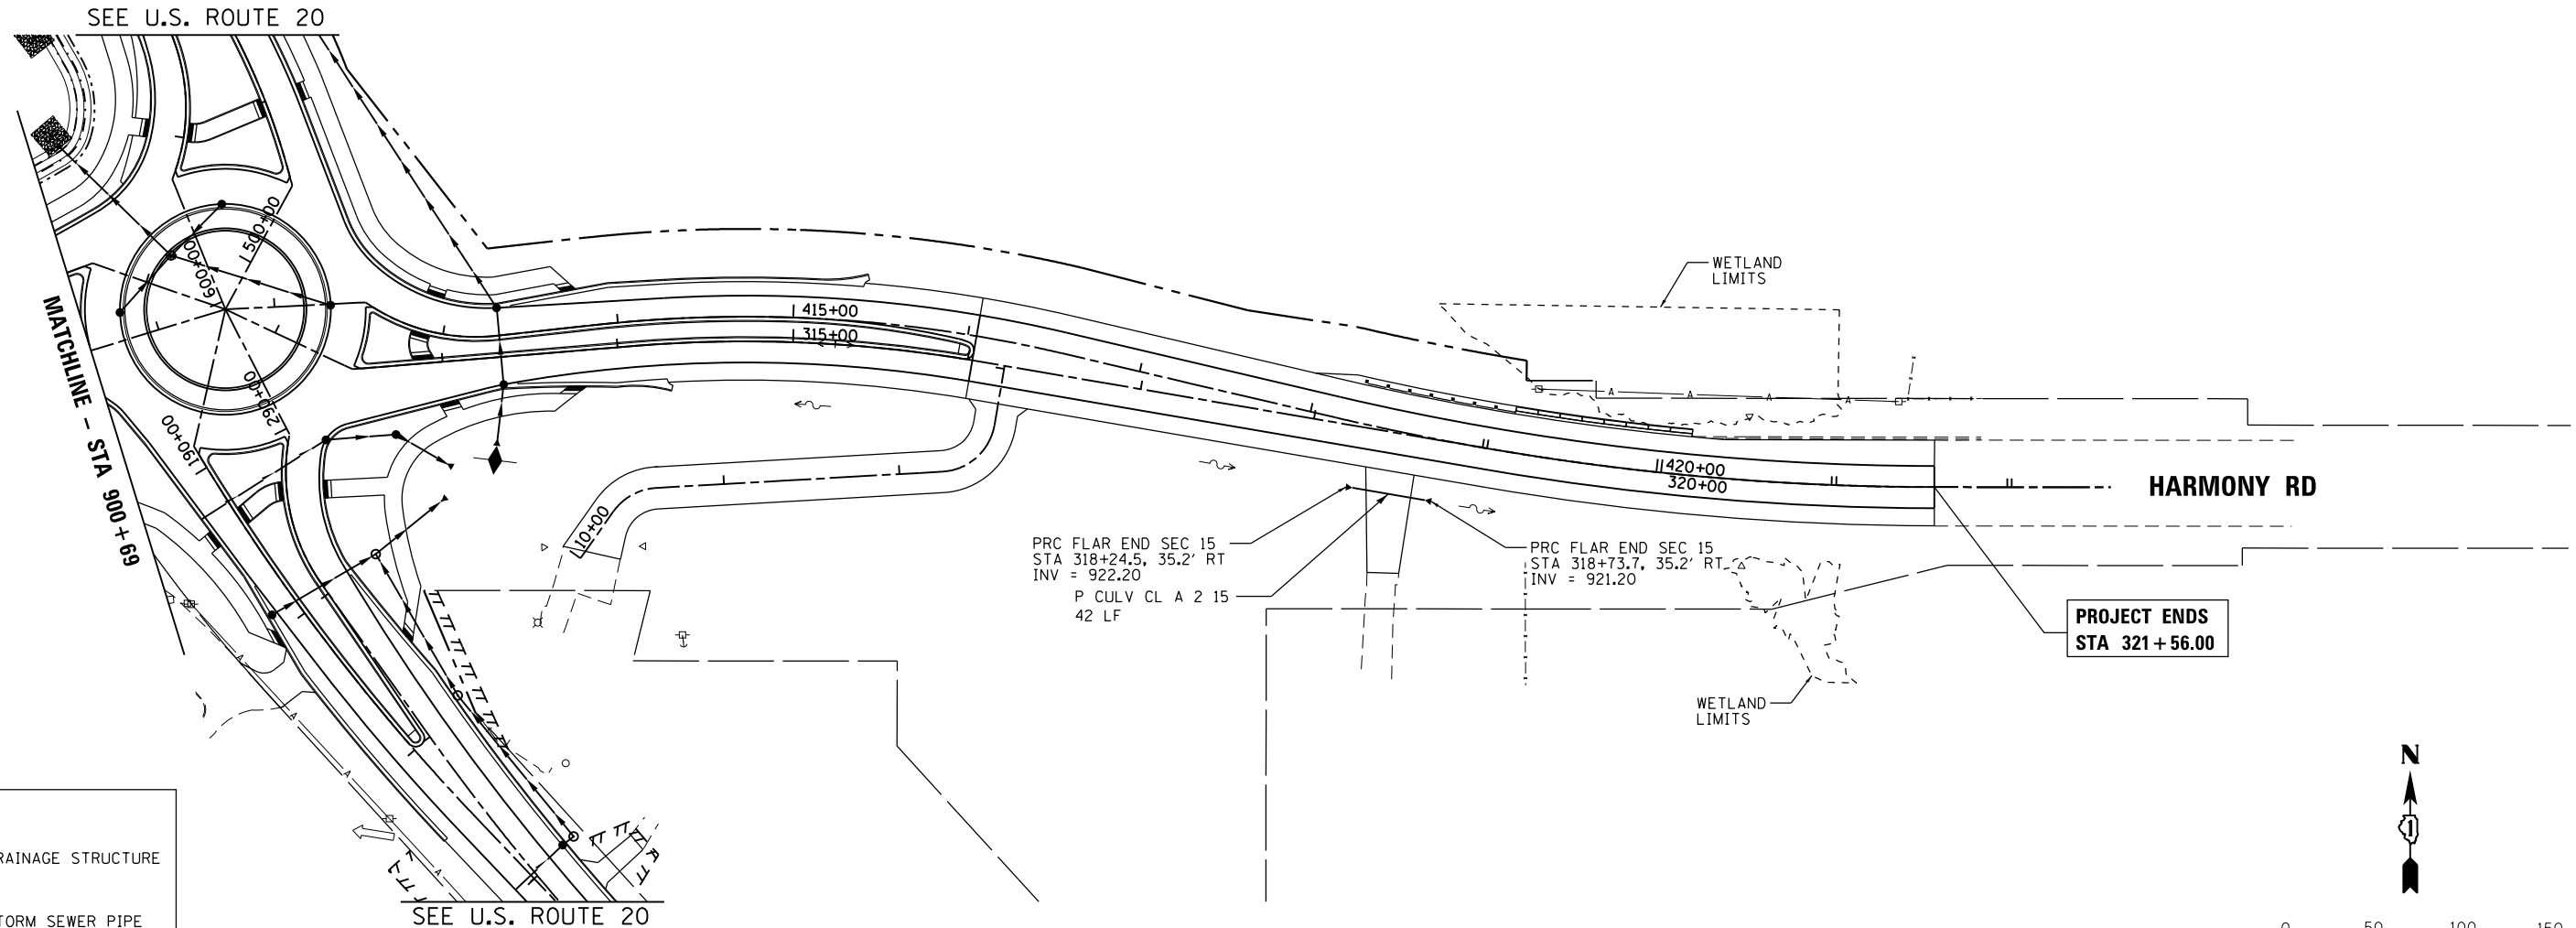 SEE U.S. ROUTE 20
1500+00
600+00
415+00
315+00
WETLAND
LIMITS
MATCHLINE - STA 900+69
1290+00
1190+00
A
A
A
A
420+00
320+00
HARMONY RD
10+00
PRC FLAR END SEC 15
STA 318+24.5, 35.2' RT
INV = 922.20
PRC FLAR END SEC 15
STA 318+73.7, 35.2' RT
INV = 921.20
P CULV CL A 2 15
42 LF
PROJECT ENDS
STA 321+56.00
WETLAND
LIMITS
A
A
A
A
N
RAINAGE STRUCTURE
TORM SEWER PIPE
SEE U.S. ROUTE 20
0 50 100 150